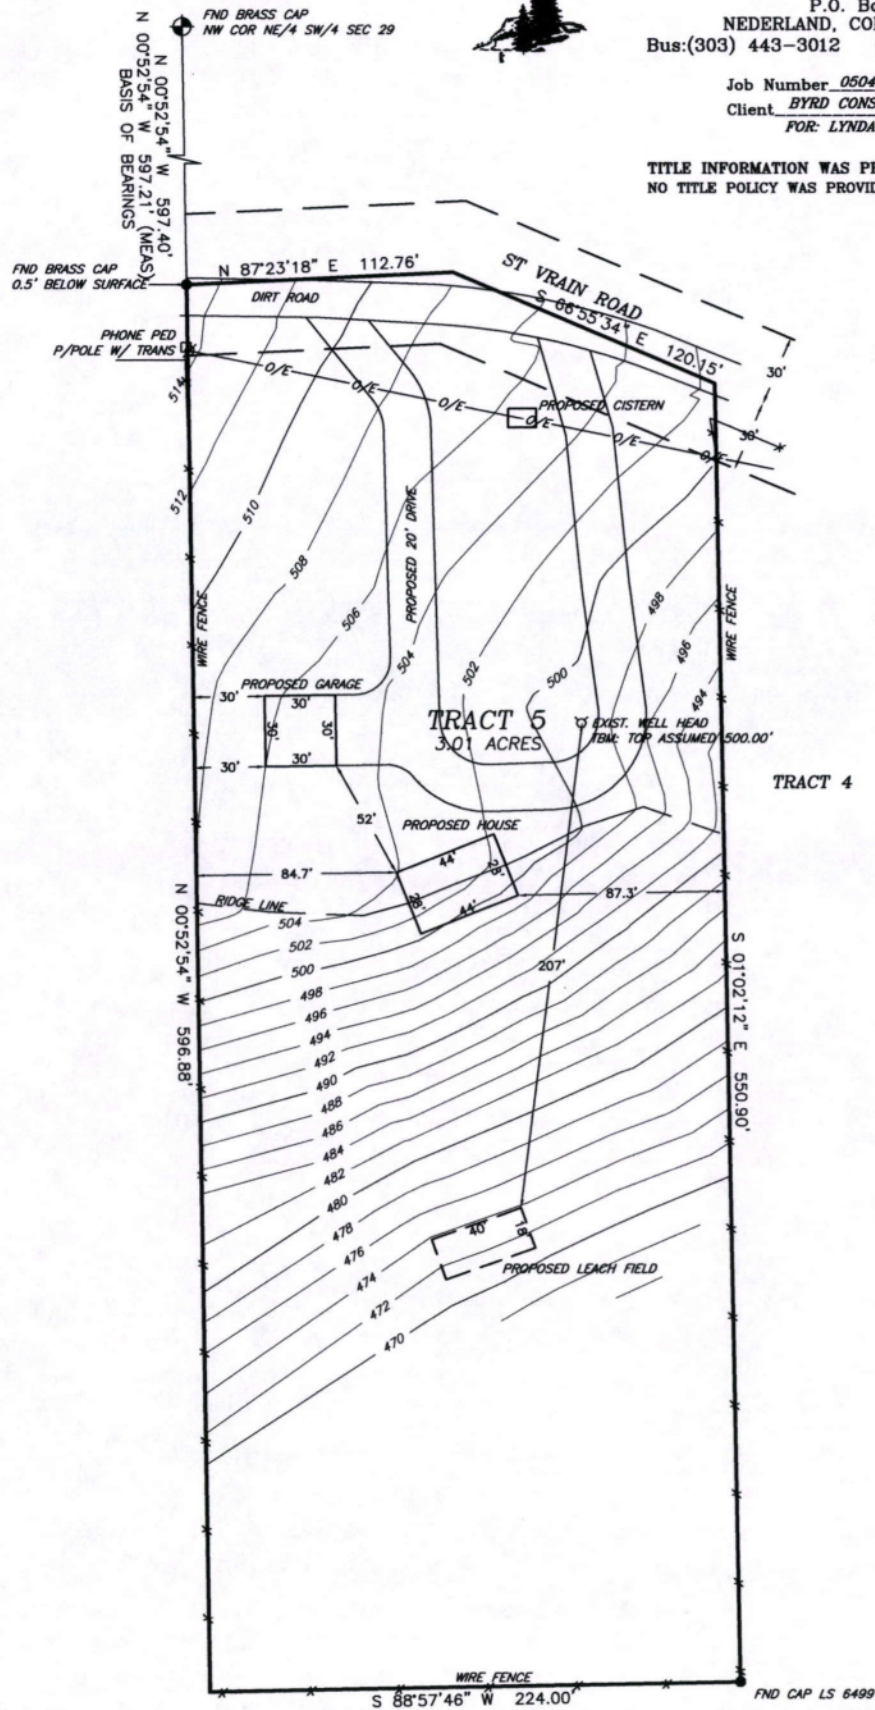 FND BRASS CAP
NW COR NE/4 SW/4 SEC 29
P.O. Bo
NEDERLAND, CO
Bus:(303) 443-3012
Job Number 0504
Client BYRD CONS
FOR: LYNDA
TITLE INFORMATION WAS PR
NO TITLE POLICY WAS PROVID
N 00°52'54" W 597.40'
N 00°52'54" W 597.21' (MEAS)
BASIS OF BEARINGS
FND BRASS CAP
0.5' BELOW SURFACE
N 87°23'18" E 112.76'
DIRT ROAD
ST VRAIN ROAD
S 66°55'34" E 120.15'
30'
30'
PHONE PED
P/POLE W/ TRANS
O/E
O/E
O/E
O/E
O/E
O/E
PROPOSED CISTERN
514
512
510
508
506
504
502
500
498
496
494
PROPOSED 20' DRIVE
WIRE FENCE
WIRE FENCE
PROPOSED GARAGE
30'
30'
30'
30'
30'
30'
TRACT 5
3.01 ACRES
EXIST. WELL HEAD
TBM: TOP ASSUMED 500.00'
TRACT 4
52'
PROPOSED HOUSE
44'
28'
28'
44'
84.7'
87.3'
RIDGE LINE
N 00°52'54" W 596.88'
S 01°02'12" E 550.90'
207'
504
502
500
498
496
494
492
490
488
486
484
482
480
478
476
474
472
470
40'
18'
PROPOSED LEACH FIELD
WIRE FENCE
S 88°57'46" W 224.00'
FND CAP LS 6499